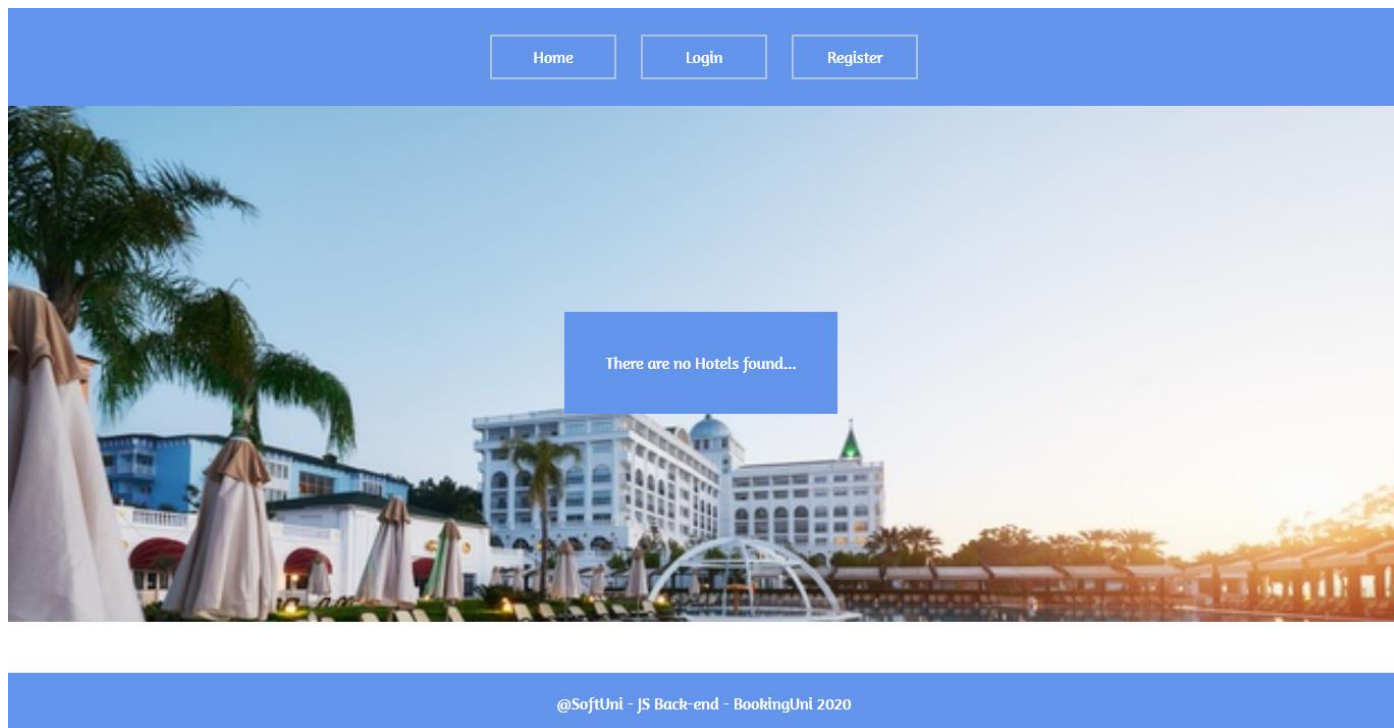 Home Login Register
There are no Hotels found...
@SoftUni - JS Back-end - BookingUni 2020